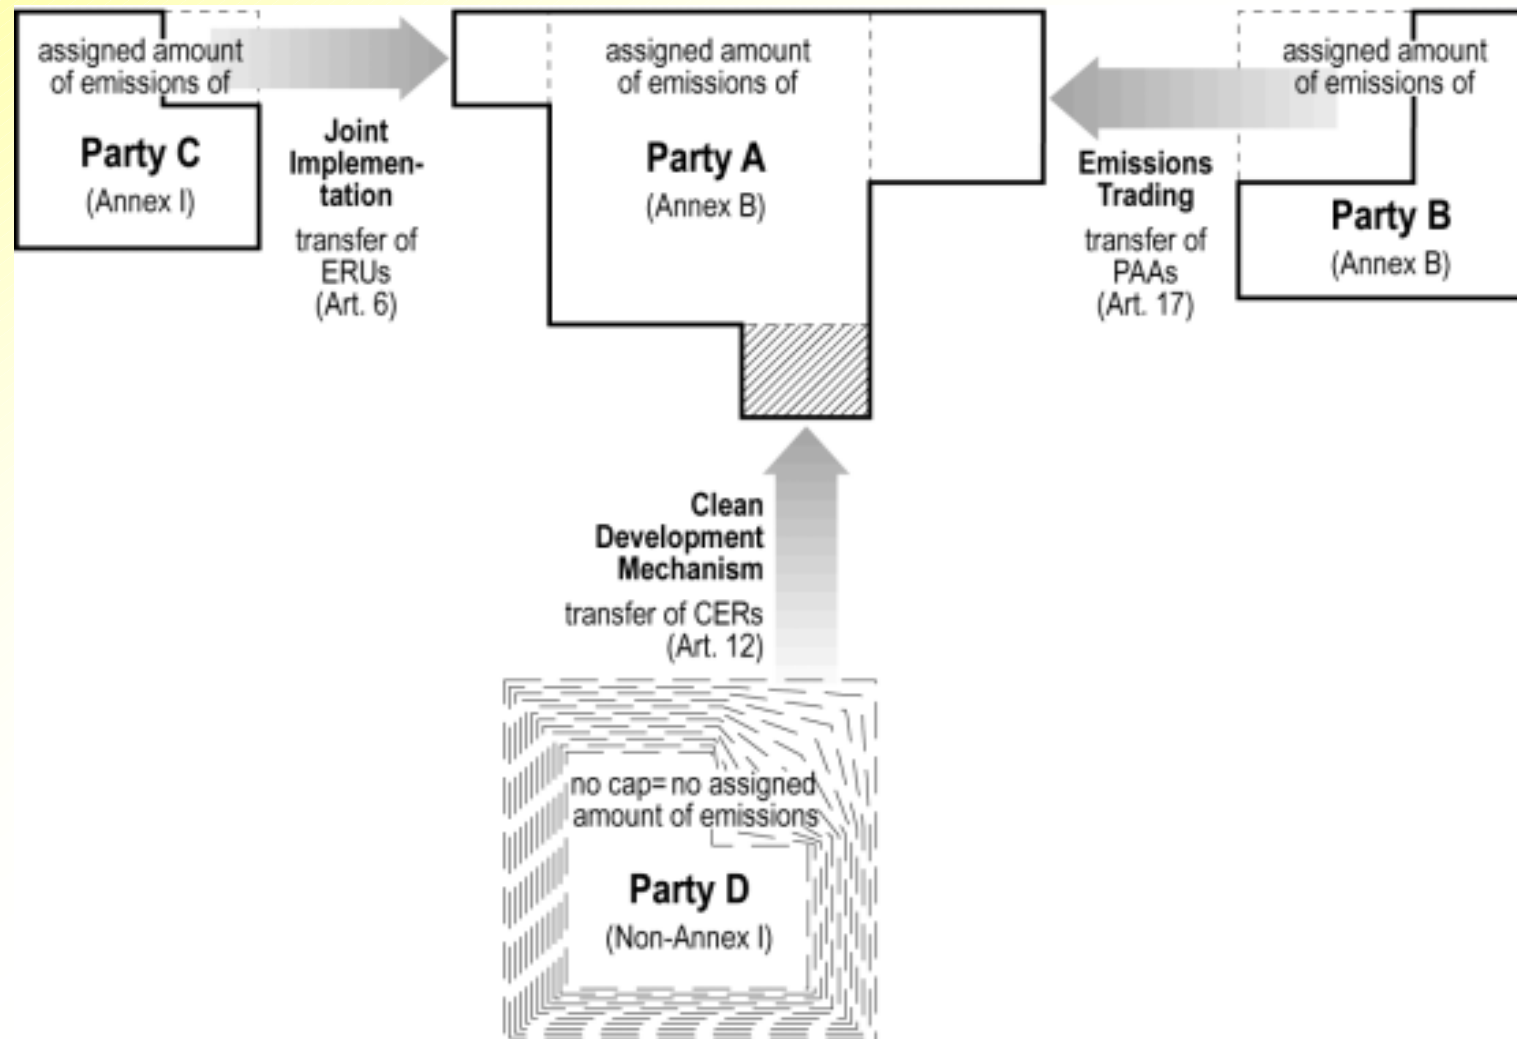 assigned amount
of emissions of
Party C
(Annex I)
Joint
Implemen-
tation
transfer of
ERUs
(Art. 6)
assigned amount
of emissions of
Party A
(Annex B)
Emissions
Trading
transfer of
PAAs
(Art. 17)
assigned amount
of emissions of
Party B
(Annex B)
Clean
Development
Mechanism
transfer of CERs
(Art. 12)
no cap= no assigned
amount of emissions
Party D
(Non-Annex I)